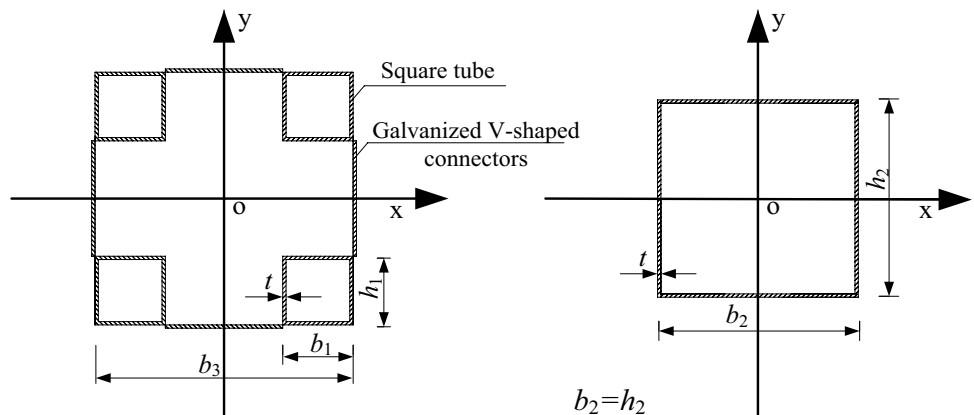 y
Square tube
Galvanized V-shaped
connectors
o
x
t
h₁
b₁
b₃
y
h₂
o
x
t
b₂
b₂=h₂